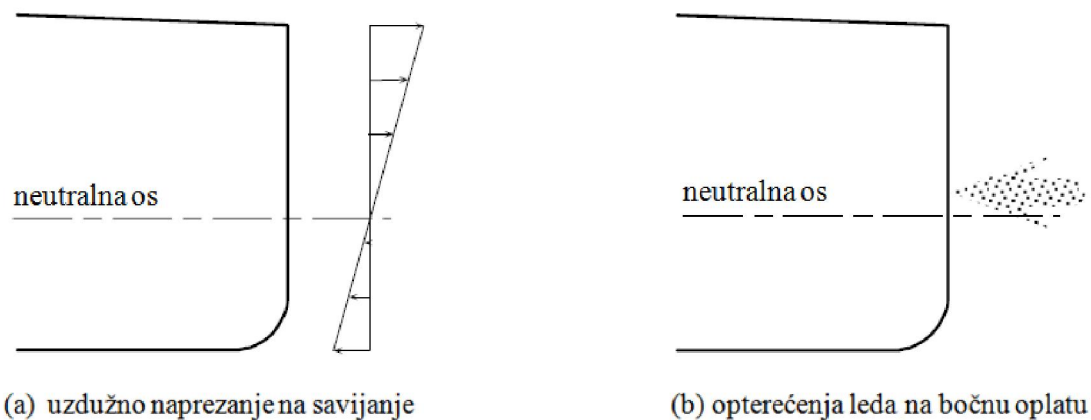 neutralna os
neutralna os
(a) uzdužno naprezanje na savijanje
(b) opterećenja leda na bočnu oplatu